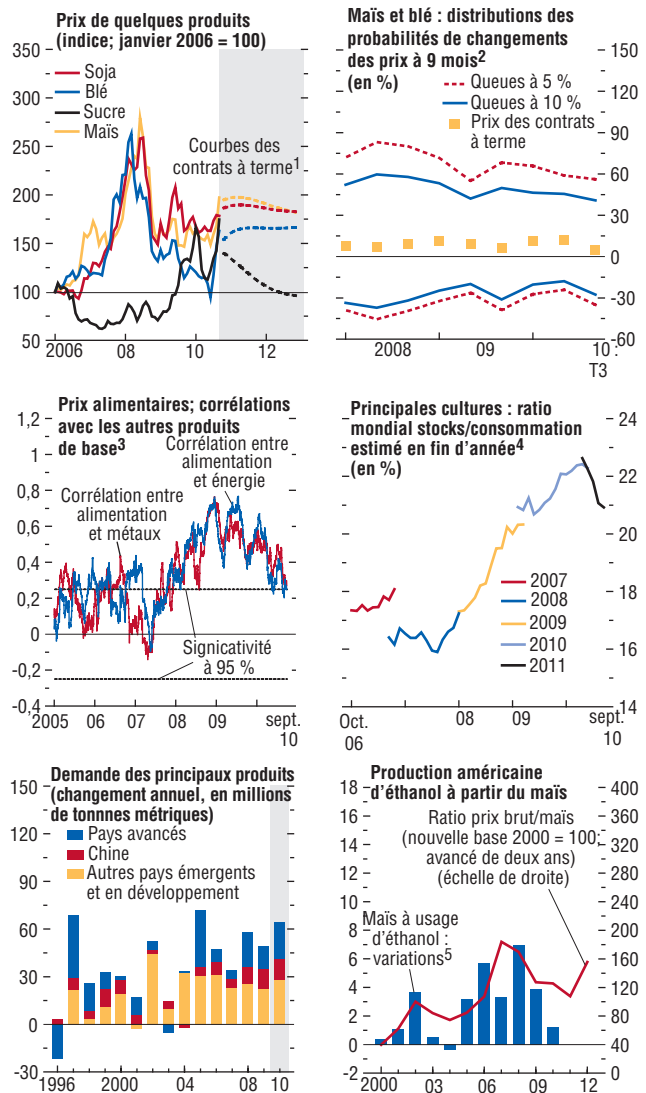 Prix de quelques produits
(indice; janvier 2006 = 100)
350
300
250
200
150
100
50
Soja
Blé
Sucre
Maïs
Courbes des
contrats à terme1
2006 08 10 12
Maïs et blé : distributions des
probabilités de changements
des prix à 9 mois2
(en %)
Queues à 5 %
Queues à 10 %
Prix des contrats
à terme
150
120
90
60
30
0
-30
-60
2008 09 10 :
T3
Prix alimentaires; corrélations
avec les autres produits
de base3
1,2
1
0,8
0,6
0,4
0,2
0
-0,2
-0,4
Corrélation entre
alimentation
et énergie
Corrélation entre
alimentation
et métaux
Signicativité
à 95 %
2005 06 07 08 09 sept.
10
Principales cultures : ratio
mondial stocks/consommation
estimé en fin d'année4
(en %)
24
22
20
18
16
14
2007
2008
2009
2010
2011
Oct.
06
08 09 sept.
10
Demande des principaux produits
(changement annuel, en millions
de tonnnes métriques)
150
120
90
60
30
0
-30
Pays avancés
Chine
Autres pays émergents
et en développement
1996 2000 04 08 10
Production américaine
d'éthanol à partir du maïs
18
16
14
12
10
8
6
4
2
0
-2
Ratio prix brut/maïs
(nouvelle base 2000 = 100;
avancé de deux ans)
(échelle de droite)
Maïs à usage
d'éthanol :
variations5
400
360
320
280
240
200
160
120
80
40
0
2000 03 06 09 12